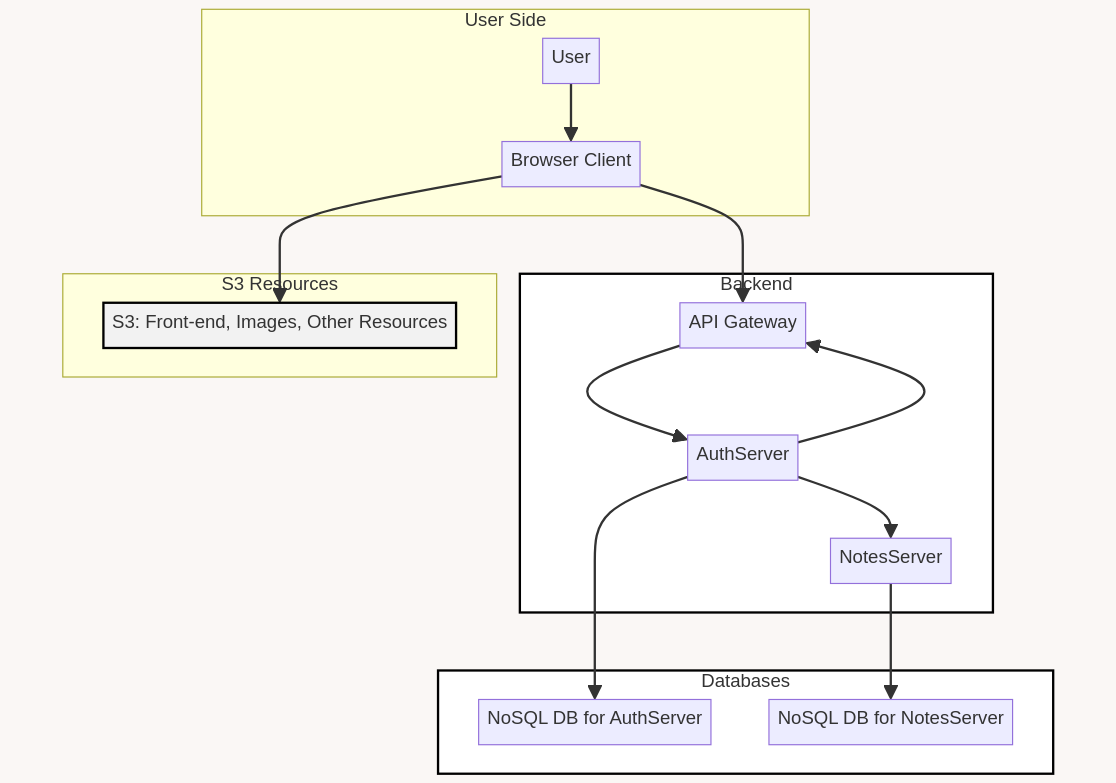 User Side
User
Browser Client
S3 Resources
S3: Front-end, Images, Other Resources
Backend
API Gateway
AuthServer
NotesServer
Databases
NoSQL DB for AuthServer
NoSQL DB for NotesServer